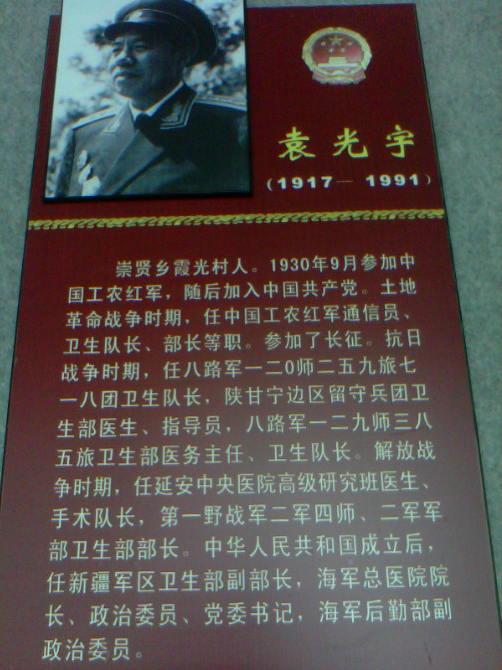 袁光宇
(1917— 1991)
崇贤乡霞光村人。1930年9月参加中
国工农红军，随后加入中国共产党。土地
革命战争时期，任中国工农红军通信员、
卫生队长、部长等职。参加了长征。抗日
战争时期，任八路军一二0师二五九旅七
一八团卫生队长，陕甘宁边区留守兵团卫
生部医生、指导员，八路军一二九师三八
五旅卫生部医务主任、卫生队长。解放战
争时期，任延安中央医院高级研究班医生、
手术队长，第一野战军二军四师、二军军
部卫生部部长。中华人民共和国成立后，
任新疆军区卫生部副部长，海军总医院院
长、政治委员、党委书记，海军后勤部副
政治委员。